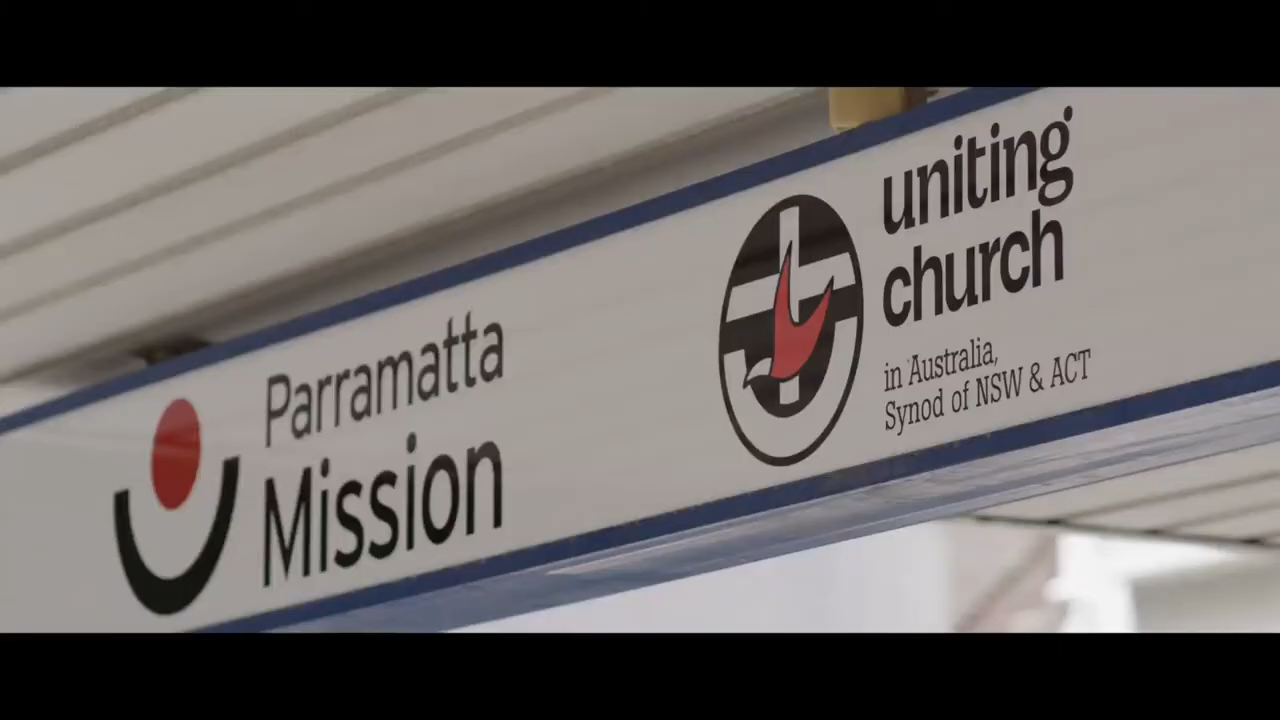 Parramatta
Mission
uniting
church
in Australia,
Synod of NSW & ACT